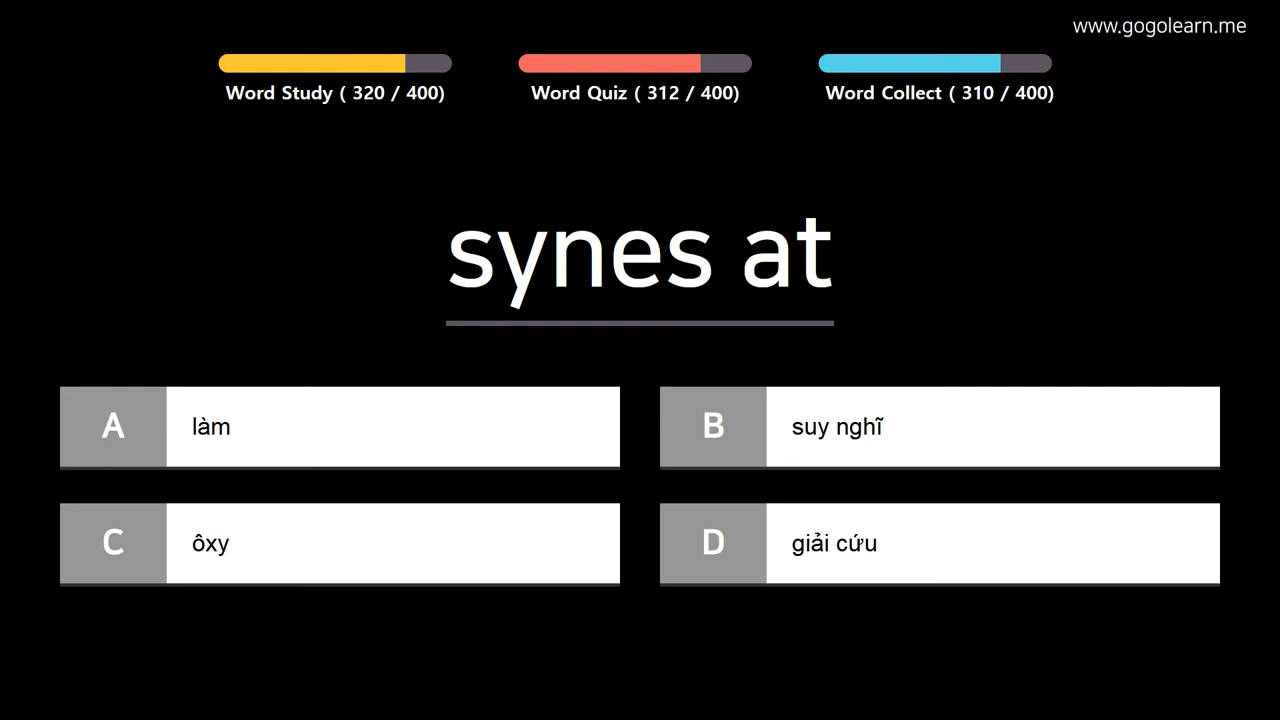 www.gogolearn.me
Word Study ( 320 / 400)
Word Quiz ( 312 / 400)
Word Collect ( 310 / 400)
synes at
A làm
B suy nghĩ
C ôxy
D giải cứu